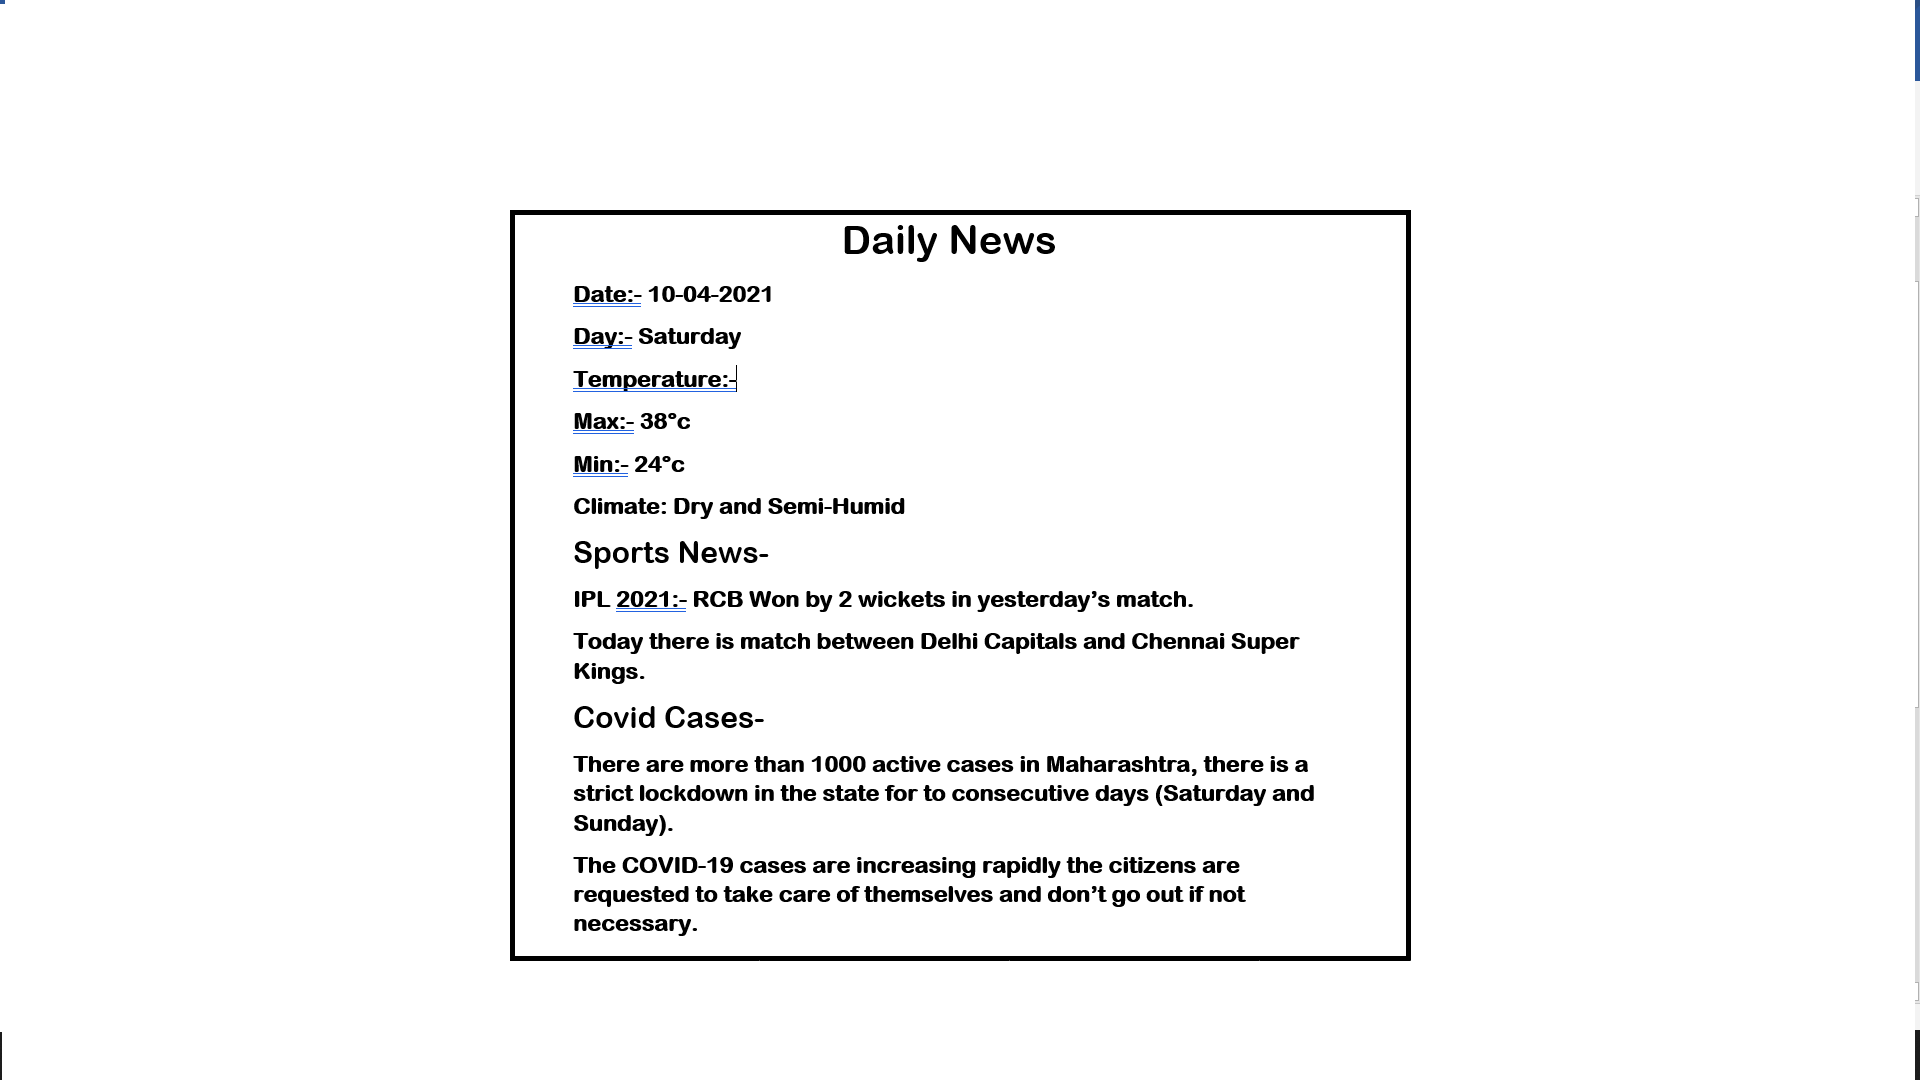 Daily News
Date:- 10-04-2021
Day:- Saturday
Temperature:-
Max:- 38°c
Min:- 24°c
Climate: Dry and Semi-Humid
Sports News-
IPL 2021:- RCB Won by 2 wickets in yesterday’s match.
Today there is match between Delhi Capitals and Chennai Super
Kings.
Covid Cases-
There are more than 1000 active cases in Maharashtra, there is a
strict lockdown in the state for to consecutive days (Saturday and
Sunday).
The COVID-19 cases are increasing rapidly the citizens are
requested to take care of themselves and don’t go out if not
necessary.